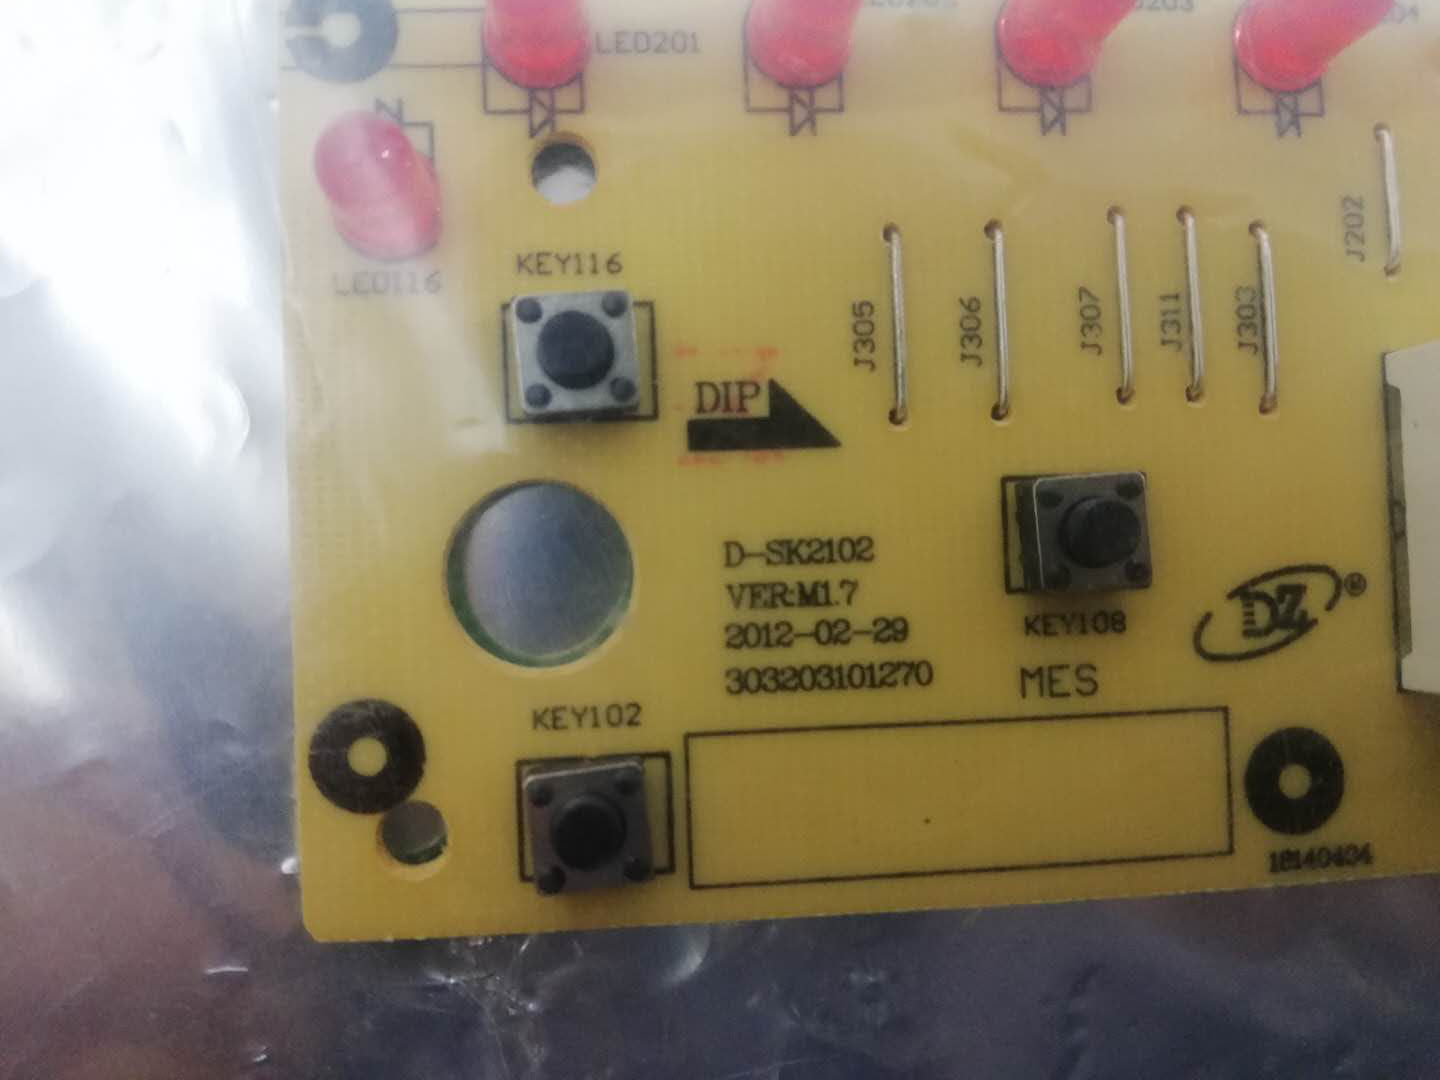 LED201
LED116
KEY116
J202
J305
J306
J307
J311
J303
DIP
D-SK2102
VER:M1.7
2012-02-29
303203101270
KEY108
MES
DZ®
KEY102
18140434